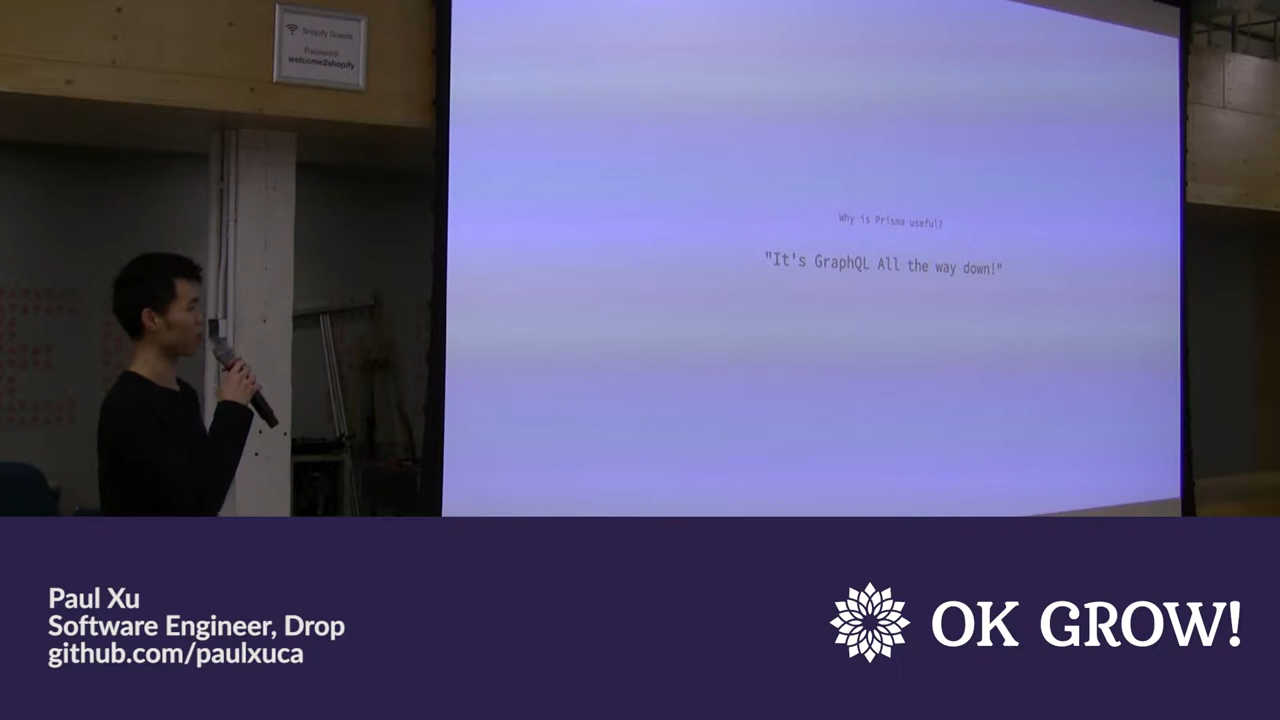 Shopify Guests
Password:
welcome2shopify
Why is Prisma useful?
"It's GraphQL All the way down!"
Paul Xu
Software Engineer, Drop
github.com/paulxuca
OK GROW!